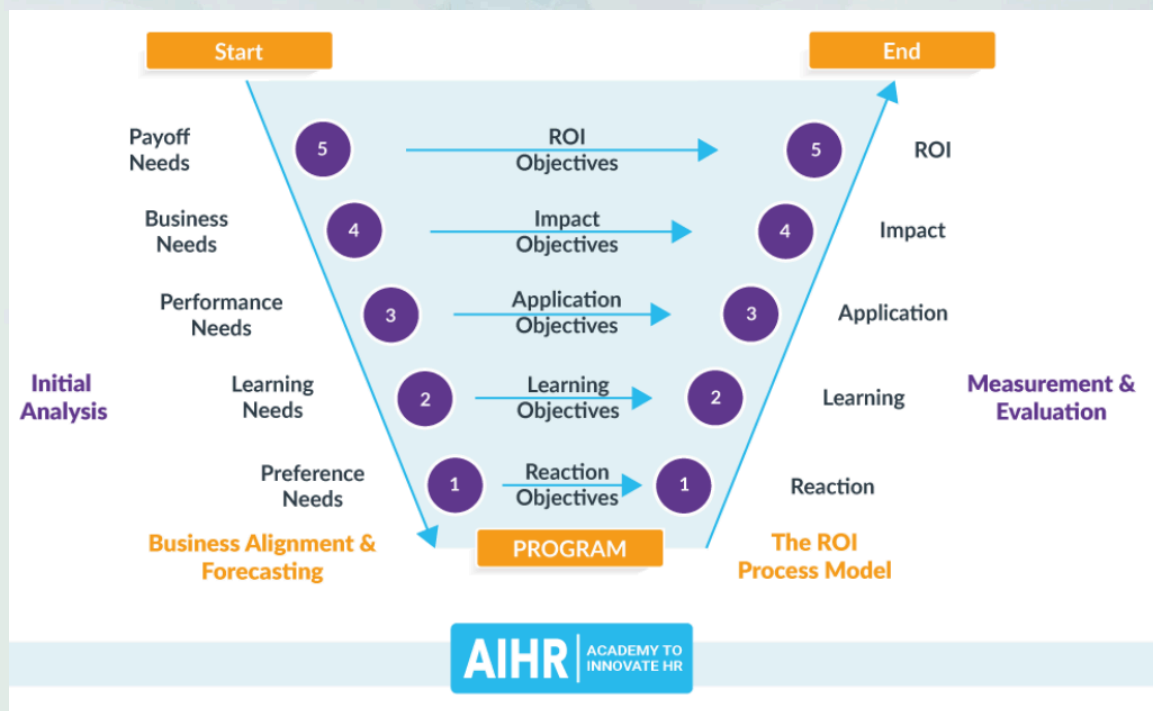 Start
End
Payoff
Needs
5
ROI
Objectives
5
ROI
Business
Needs
4
Impact
Objectives
4
Impact
Performance
Needs
3
Application
Objectives
3
Application
Initial
Analysis
Learning
Needs
2
Learning
Objectives
2
Learning
Measurement &
Evaluation
Preference
Needs
1
Reaction
Objectives
1
Reaction
Business Alignment &
Forecasting
PROGRAM
The ROI
Process Model
AIHR
ACADEMY TO
INNOVATE HR